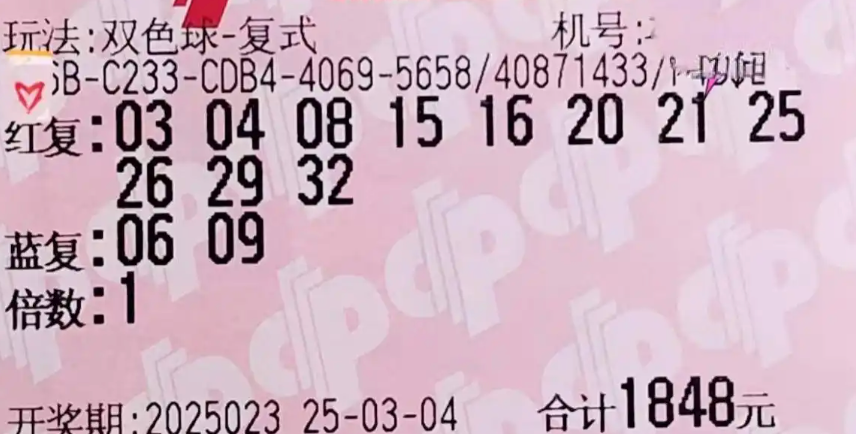 玩法:双色球-复式 机号:
6B-C233-CDB4-4069-5658/40871433/
红复:03 04 08 15 16 20 21 25
26 29 32
蓝复:06 09
倍数:1
开奖期:2025023 25-03-04 合计1848元